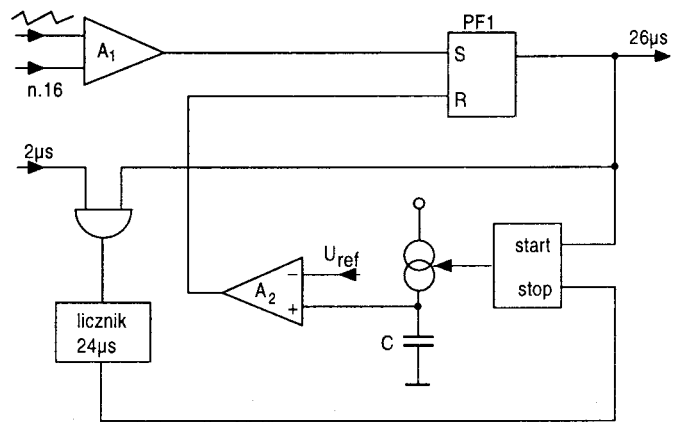 PF1
26µs
A1
S
n.16
R
2µs
start
Uref
stop
A2
−
+
licznik
24µs
C